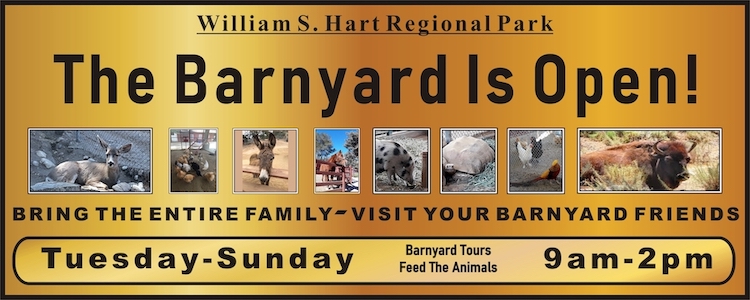 William S. Hart Regional Park
The Barnyard Is Open!
BRING THE ENTIRE FAMILY-VISIT YOUR BARNYARD FRIENDS
Tuesday-Sunday
Barnyard Tours
Feed The Animals
9am-2pm